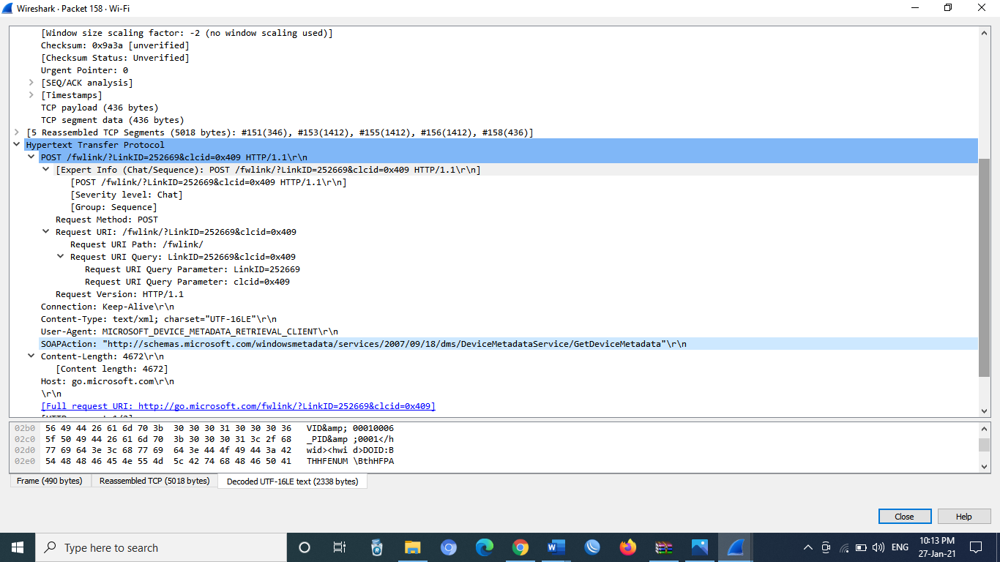 Wireshark · Packet 158 · Wi-Fi
[Window size scaling factor: -2 (no window scaling used)]
Checksum: 0x9a3a [unverified]
[Checksum Status: Unverified]
Urgent Pointer: 0
[SEQ/ACK analysis]
[Timestamps]
TCP payload (436 bytes)
TCP segment data (436 bytes)
[5 Reassembled TCP Segments (5018 bytes): #151(346), #153(1412), #155(1412), #156(1412), #158(436)]
Hypertext Transfer Protocol
POST /fwlink/?LinkID=252669&clcid=0x409 HTTP/1.1\r\n
[Expert Info (Chat/Sequence): POST /fwlink/?LinkID=252669&clcid=0x409 HTTP/1.1\r\n]
[POST /fwlink/?LinkID=252669&clcid=0x409 HTTP/1.1\r\n]
[Severity level: Chat]
[Group: Sequence]
Request Method: POST
Request URI: /fwlink/?LinkID=252669&clcid=0x409
Request URI Path: /fwlink/
Request URI Query: LinkID=252669&clcid=0x409
Request URI Query Parameter: LinkID=252669
Request URI Query Parameter: clcid=0x409
Request Version: HTTP/1.1
Connection: Keep-Alive\r\n
Content-Type: text/xml; charset="UTF-16LE"\r\n
User-Agent: MICROSOFT_DEVICE_METADATA_RETRIEVAL_CLIENT\r\n
SOAPAction: "http://schemas.microsoft.com/windowsmetadata/services/2007/09/18/dms/DeviceMetadataService/GetDeviceMetadata"\r\n
Content-Length: 4672\r\n
[Content length: 4672]
Host: go.microsoft.com\r\n
\r\n
[Full request URI: http://go.microsoft.com/fwlink/?LinkID=252669&clcid=0x409]
02b0 56 49 44 26 61 6d 70 3b 30 30 30 31 30 30 30 36 VID&amp; 00010006
02c0 5f 50 49 44 26 61 6d 70 3b 30 30 30 31 3c 2f 68 _PID&amp ;0001</h
02d0 77 69 64 3e 3c 68 77 69 64 3e 44 4f 49 44 3a 42 wid><hwi d>DOID:B
02e0 54 48 48 46 45 4e 55 4d 5c 42 74 68 48 46 50 41 THHFENUM \BthHFPA
Frame (490 bytes) Reassembled TCP (5018 bytes) Decoded UTF-16LE text (2338 bytes)
Close Help
Type here to search
ENG
10:13 PM
27-Jan-21